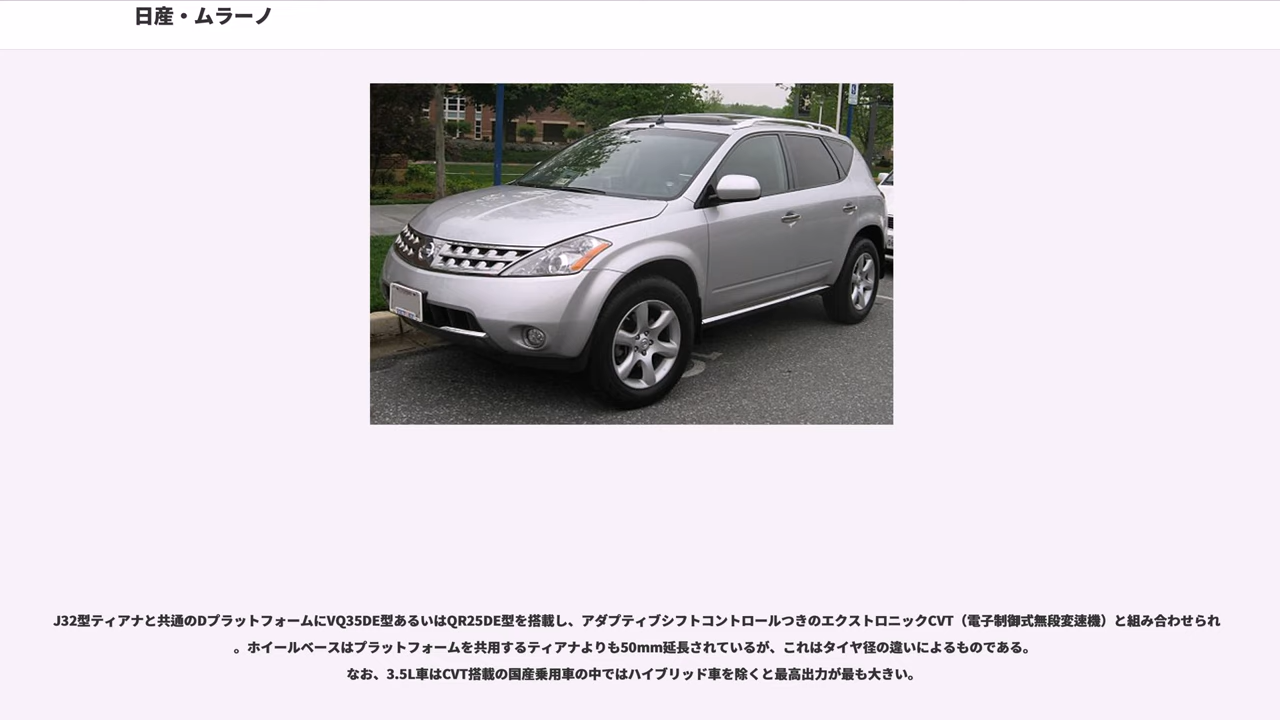 日産・ムラーノ
J32型ティアナと共通のDプラットフォームにVQ35DE型あるいはQR25DE型を搭載し、アダプティブシフトコントロールつきのエクストロニックCVT（電子制御式無段変速機）と組み合わせられ
。ホイールベースはプラットフォームを共用するティアナよりも50mm延長されているが、これはタイヤ径の違いによるものである。
なお、3.5L車はCVT搭載の国産乗用車の中ではハイブリッド車を除くと最高出力が最も大きい。